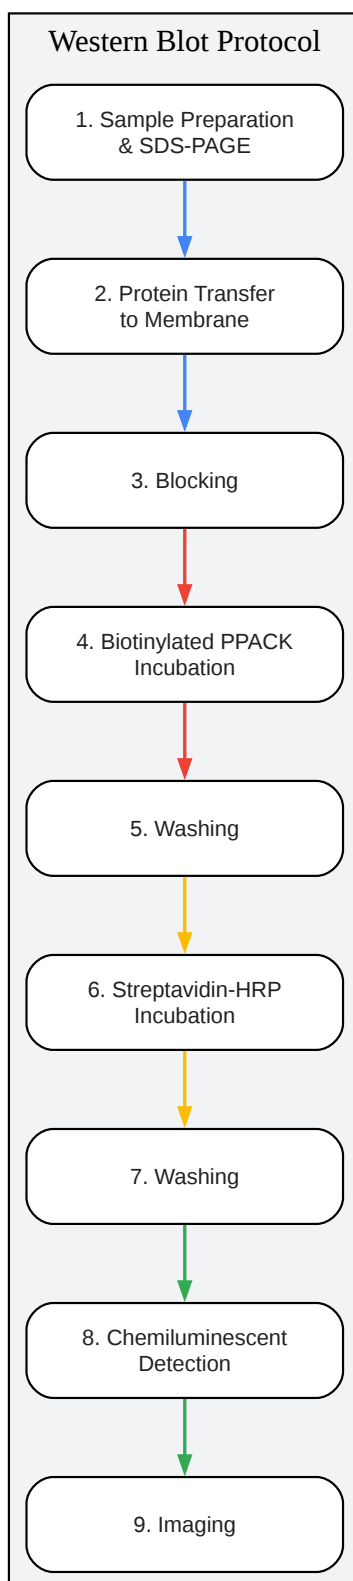 Western Blot Protocol
1. Sample Preparation
& SDS-PAGE
2. Protein Transfer
to Membrane
3. Blocking
4. Biotinylated PPACK
Incubation
5. Washing
6. Streptavidin-HRP
Incubation
7. Washing
8. Chemiluminescent
Detection
9. Imaging